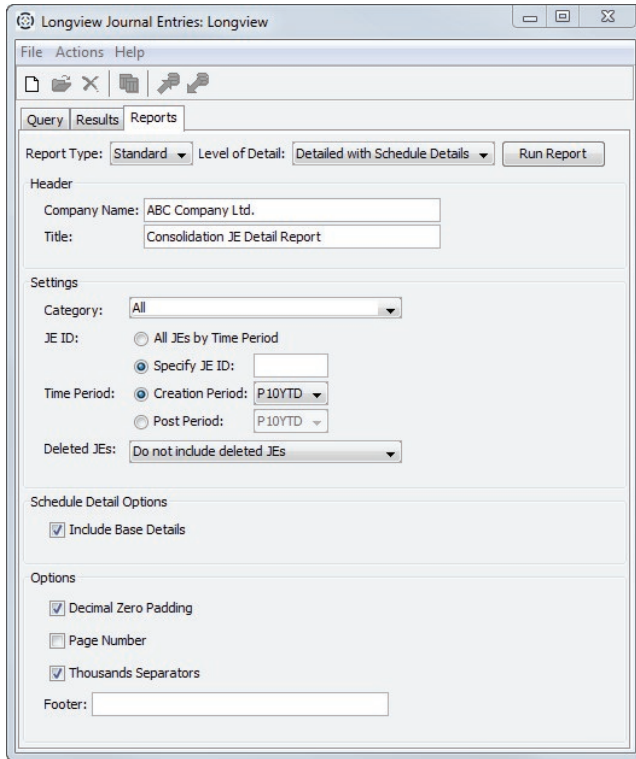 Longview Journal Entries: Longview
File Actions Help
Query Results Reports
Report Type: Standard Level of Detail: Detailed with Schedule Details Run Report
Header
Company Name: ABC Company Ltd.
Title: Consolidation JE Detail Report
Settings
Category: All
JE ID: All JEs by Time Period
Specify JE ID:
Time Period: Creation Period: P10YTD
Post Period: P10YTD
Deleted JEs: Do not include deleted JEs
Schedule Detail Options
Include Base Details
Options
Decimal Zero Padding
Page Number
Thousands Separators
Footer: